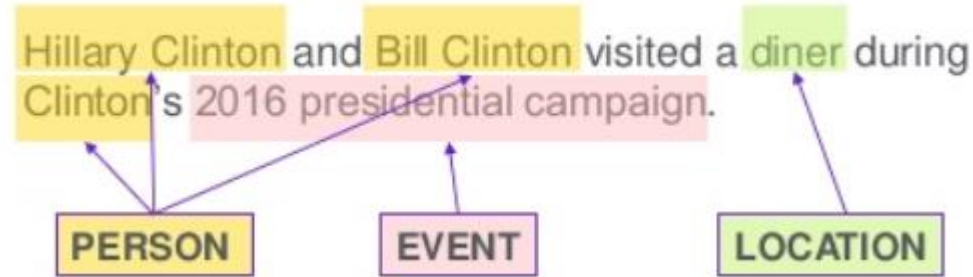 Hillary Clinton and Bill Clinton visited a diner during
Clinton's 2016 presidential campaign.
PERSON EVENT LOCATION